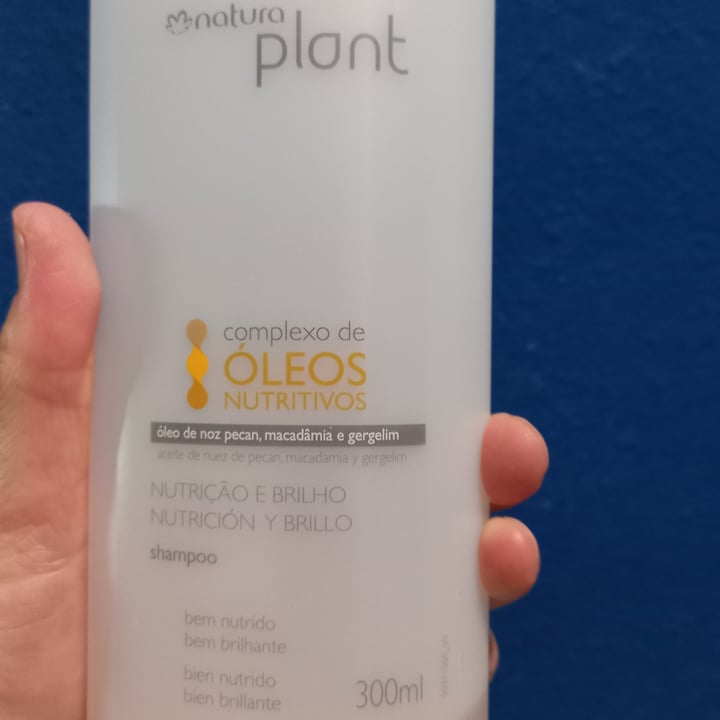 natura
plant
complexo de
ÓLEOS
NUTRITIVOS
óleo de noz pecan, macadâmia e gergelim
aceite de nuez de pecan, macadamia y gergelim
NUTRIÇÃO E BRILHO
NUTRICIÓN Y BRILLO
shampoo
bem nutrido
bem brilhante
bien nutrido
bien brillante
300ml